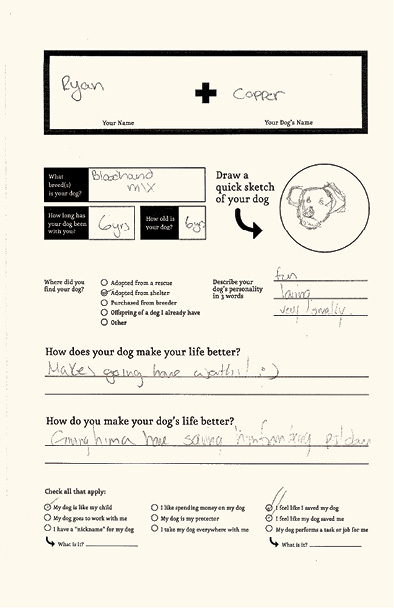 Ryan
Copper
Your Name
Your Dog's Name
What breed(s) is your dog?
Bloodhound
mix
How long has your dog been with you?
6yrs
How old is your dog?
6yrs
Draw a
quick sketch
of your dog
Where did you find your dog?
Adopted from a rescue
Adopted from shelter
Purchased from breeder
Offspring of a dog I already have
Other
Describe your dog's personality in 3 words
fun
loving
very smelly
How does your dog make your life better?
Makes going home worth it! :)
How do you make your dog's life better?
Giving him a home saving him from being
Check all that apply:
My dog is like my child
My dog goes to work with me
I have a "nickname" for my dog
What is it?
I like spending money on my dog
My dog is my protector
I take my dog everywhere with me
I feel like I saved my dog
I feel like my dog saved me
My dog performs a task or job for me
What is it?